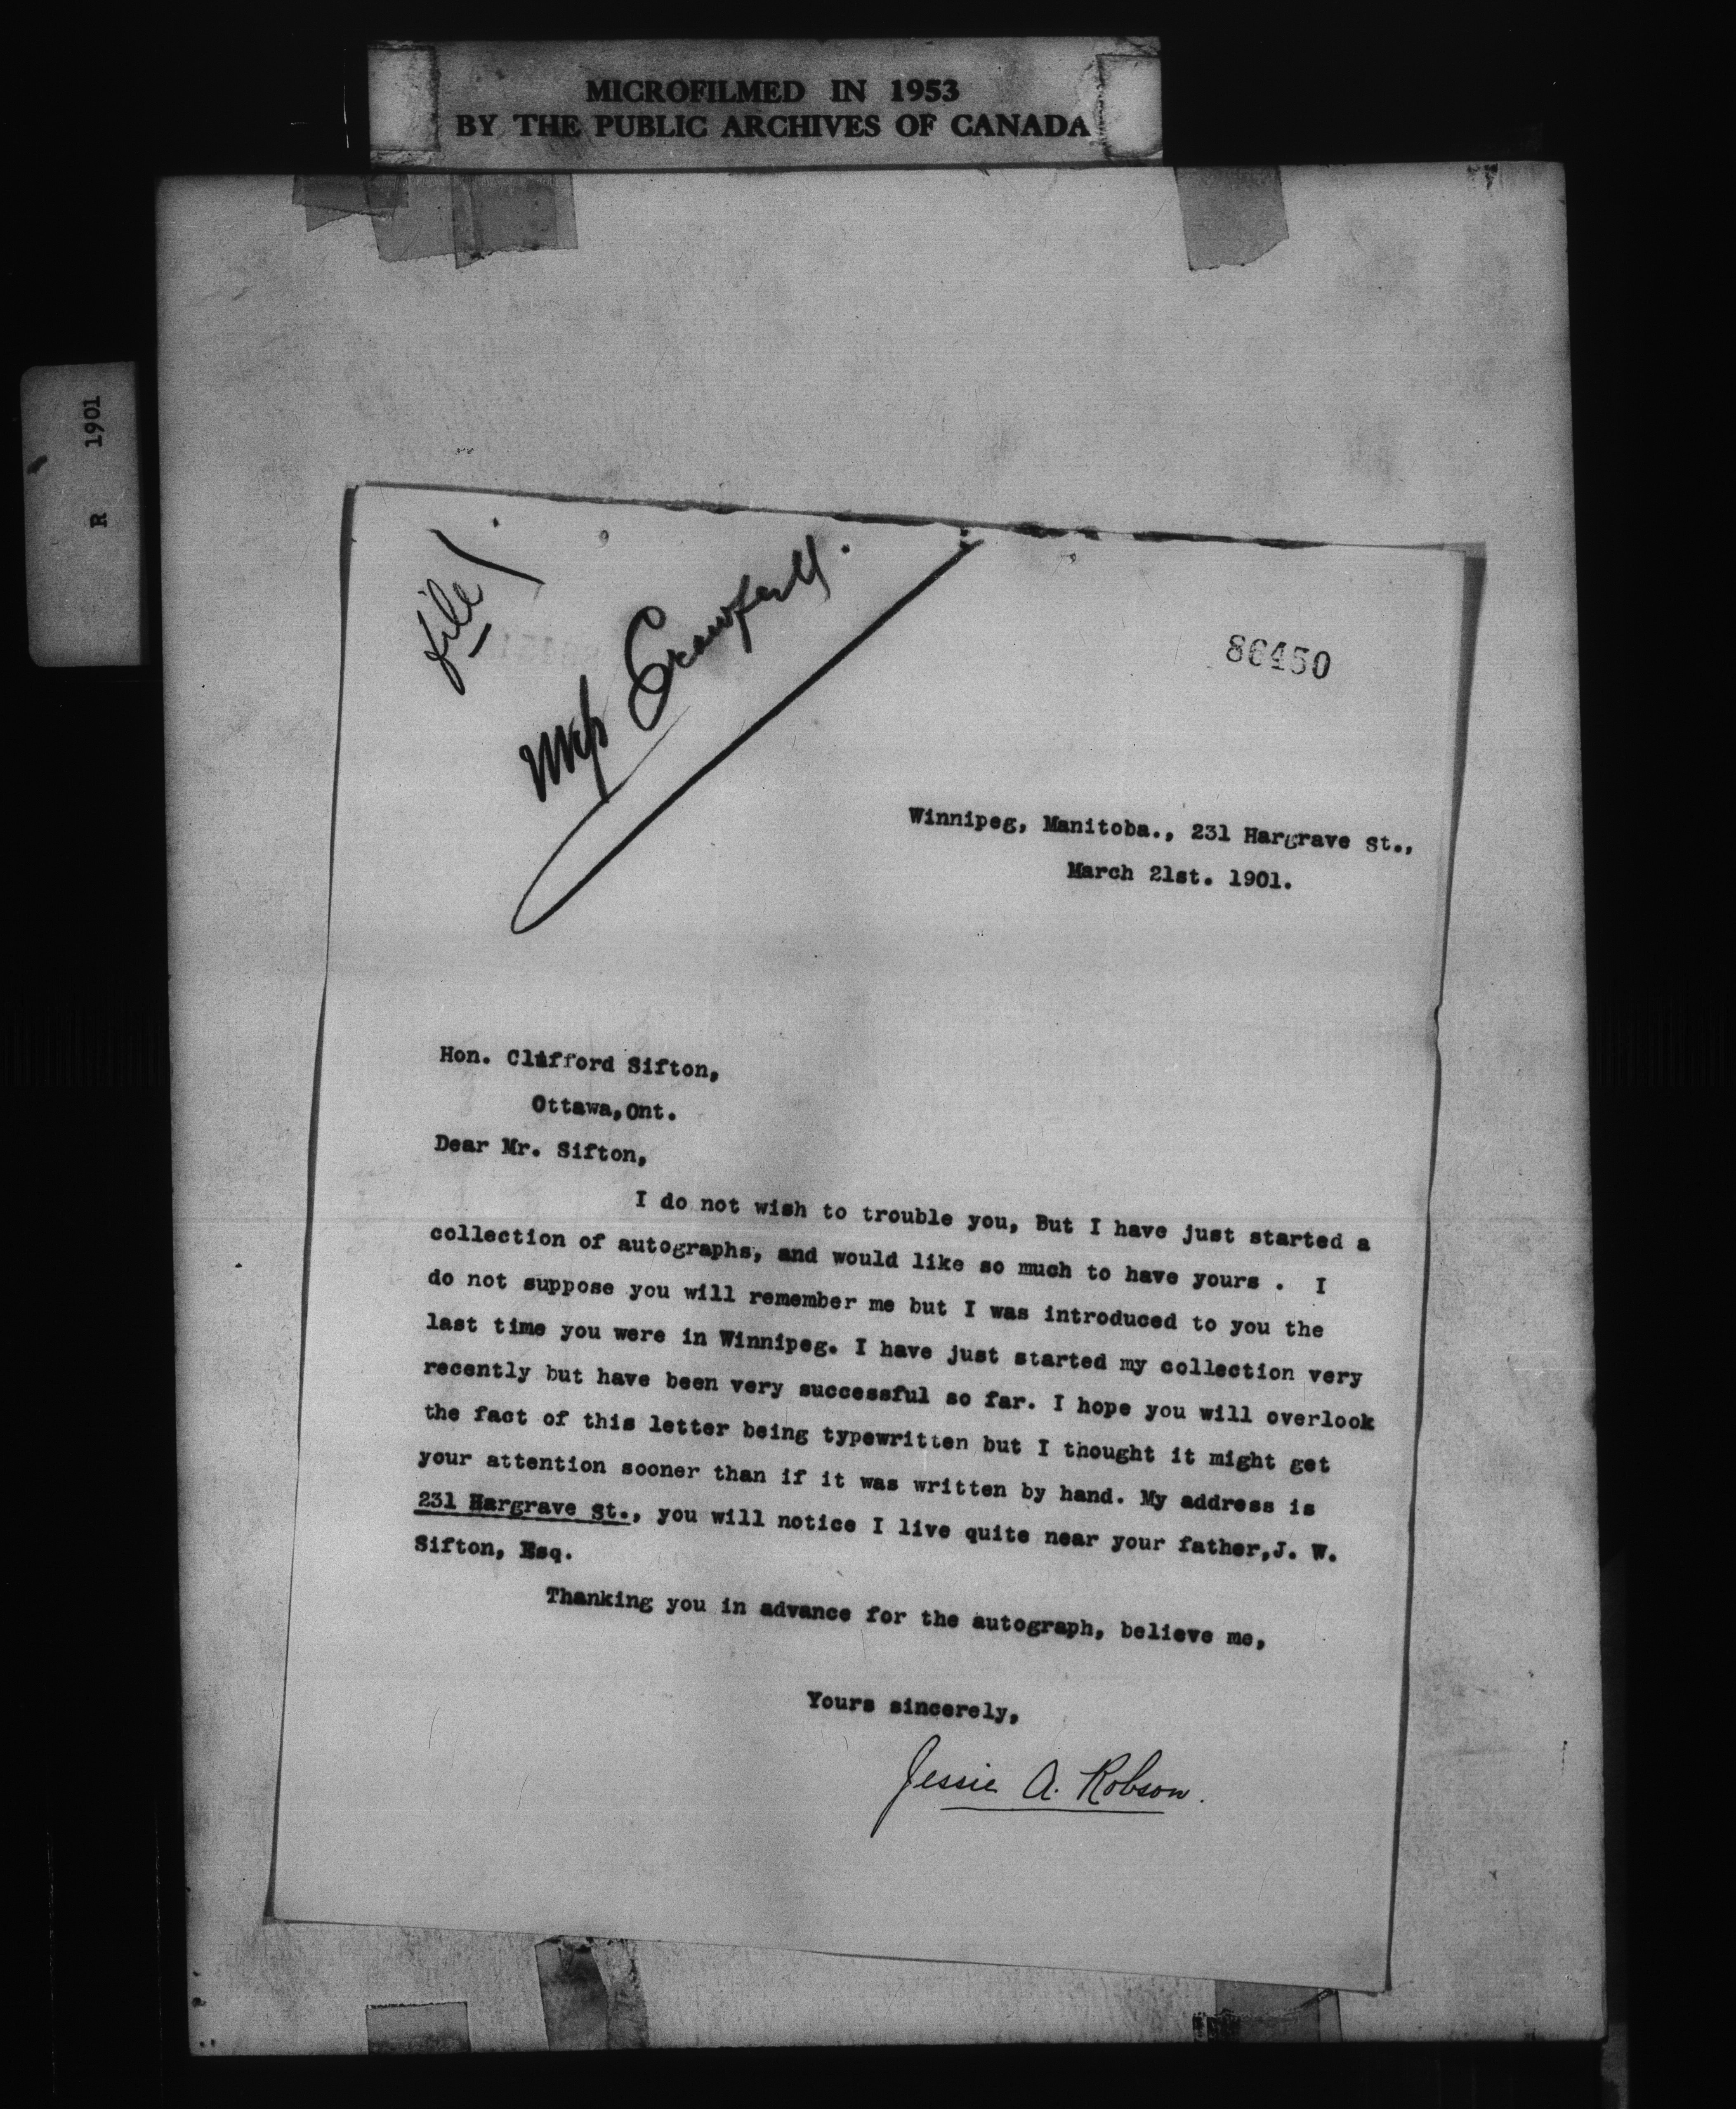 MICROFILMED IN 1953
BY THE PUBLIC ARCHIVES OF CANADA
R 1901
file
Crawford.
86450
Winnipeg, Manitoba., 231 Hargrave St.,
March 21st. 1901.
Hon. Clifford Sifton,
Ottawa,Ont.
Dear Mr. Sifton,
I do not wish to trouble you, But I have just started a
collection of autographs, and would like so much to have yours . I
do not suppose you will remember me but I was introduced to you the
last time you were in Winnipeg. I have just started my collection very
recently but have been very successful so far. I hope you will overlook
the fact of this letter being typewritten but I thought it might get
your attention sooner than if it was written by hand. My address is
231 Hargrave St., you will notice I live quite near your father,J. W.
Sifton, Esq.
Thanking you in advance for the autograph, believe me,
Yours sincerely,
Jessie A. Robson.